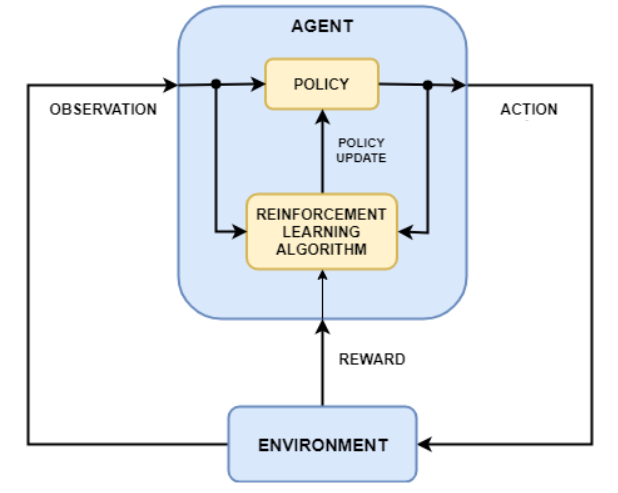 AGENT
POLICY
OBSERVATION
ACTION
POLICY
UPDATE
REINFORCEMENT
LEARNING
ALGORITHM
REWARD
ENVIRONMENT